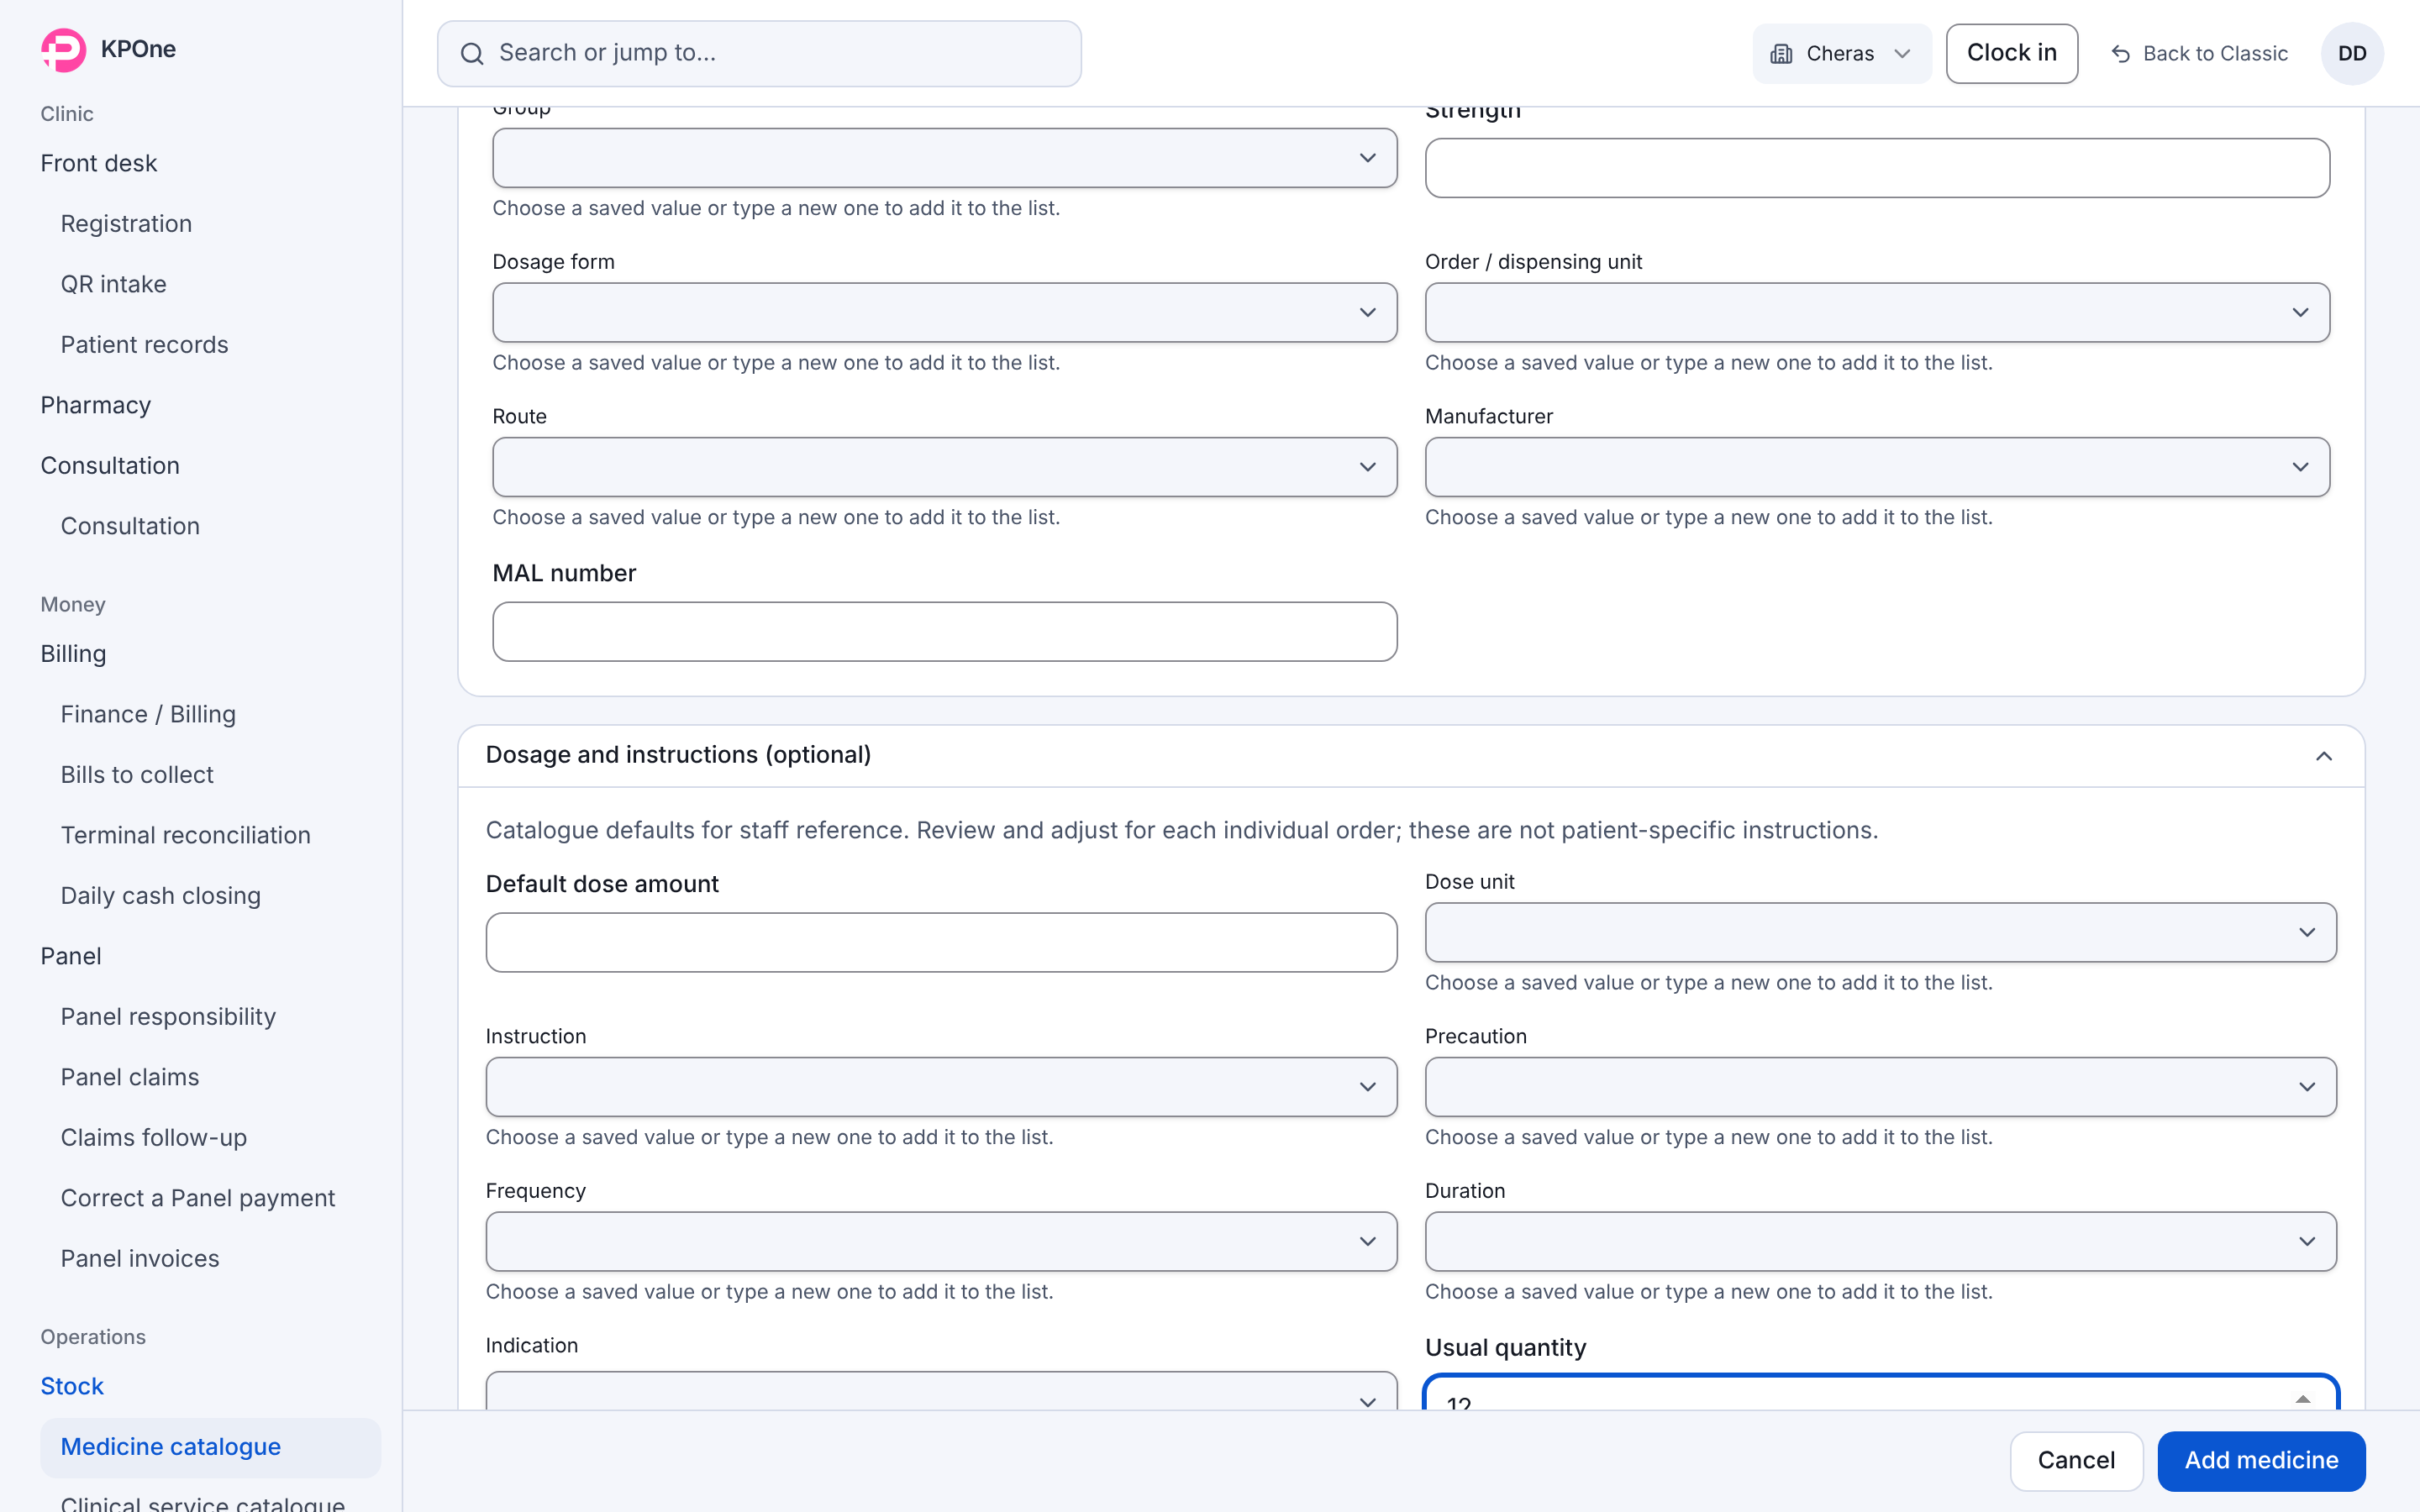 KPOne
Search or jump to...
Cheras
Clock in
Back to Classic
DD
Clinic
Front desk
Registration
QR intake
Patient records
Pharmacy
Consultation
Consultation
Money
Billing
Finance / Billing
Bills to collect
Terminal reconciliation
Daily cash closing
Panel
Panel responsibility
Panel claims
Claims follow-up
Correct a Panel payment
Panel invoices
Operations
Stock
Medicine catalogue
Clinical service catalogue
Group
Strength
Choose a saved value or type a new one to add it to the list.
Dosage form
Order / dispensing unit
Choose a saved value or type a new one to add it to the list.
Choose a saved value or type a new one to add it to the list.
Route
Manufacturer
Choose a saved value or type a new one to add it to the list.
Choose a saved value or type a new one to add it to the list.
MAL number
Dosage and instructions (optional)
Catalogue defaults for staff reference. Review and adjust for each individual order; these are not patient-specific instructions.
Default dose amount
Dose unit
Choose a saved value or type a new one to add it to the list.
Instruction
Precaution
Choose a saved value or type a new one to add it to the list.
Choose a saved value or type a new one to add it to the list.
Frequency
Duration
Choose a saved value or type a new one to add it to the list.
Choose a saved value or type a new one to add it to the list.
Indication
Usual quantity
12
Cancel
Add medicine